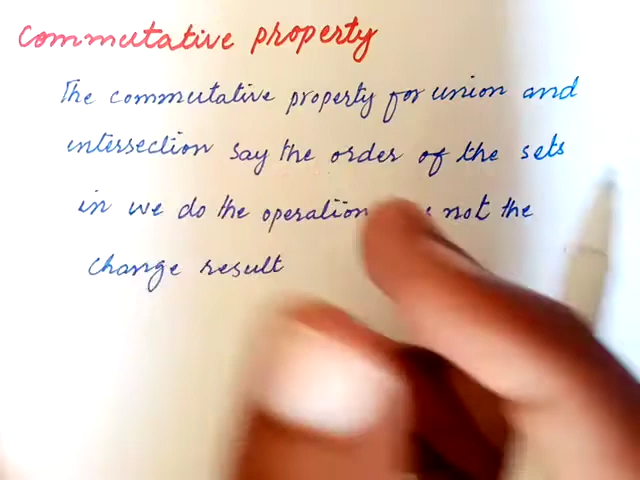 Commutative property
The commutative property for union and
interssection say the order of the sets
in we do the operation not the
change result